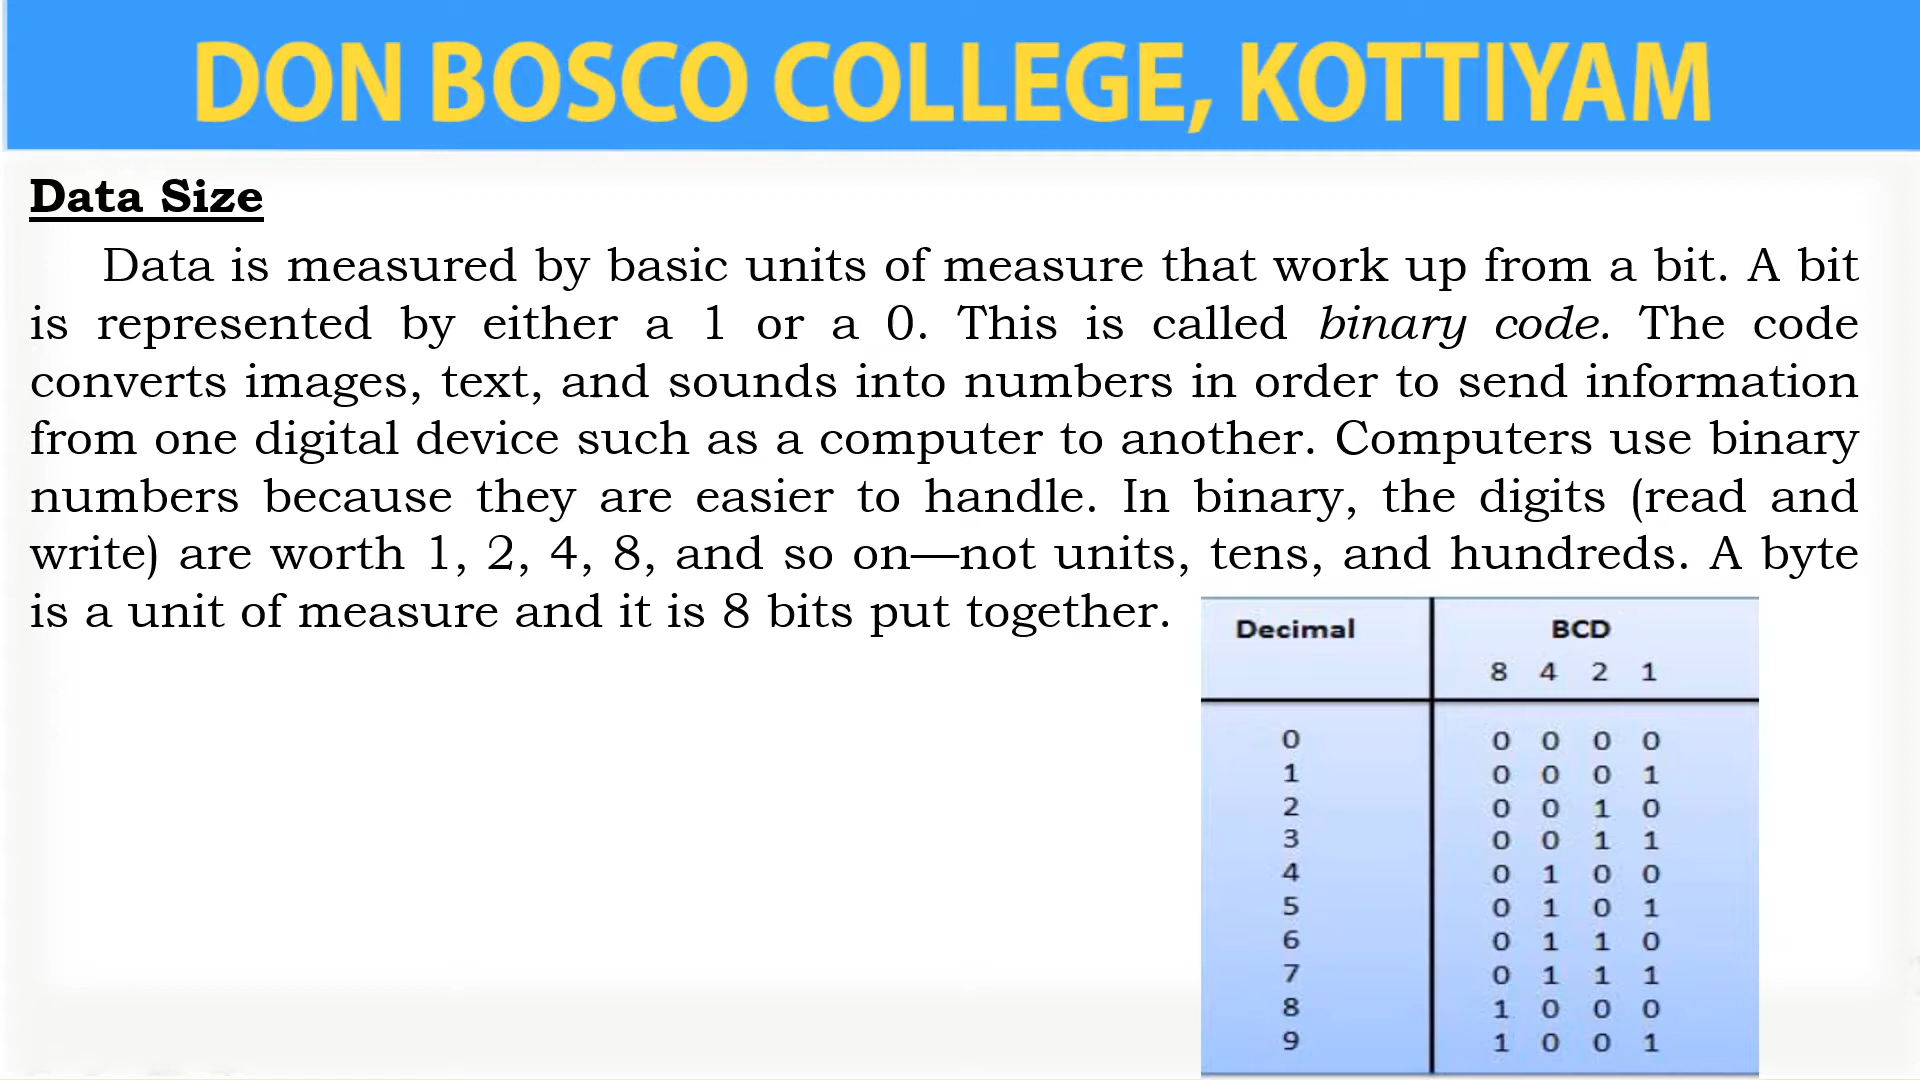 DON BOSCO COLLEGE, KOTTIYAM
Data Size
Data is measured by basic units of measure that work up from a bit. A bit
is represented by either a 1 or a 0. This is called binary code. The code
converts images, text, and sounds into numbers in order to send information
from one digital device such as a computer to another. Computers use binary
numbers because they are easier to handle. In binary, the digits (read and
write) are worth 1, 2, 4, 8, and so on—not units, tens, and hundreds. A byte
is a unit of measure and it is 8 bits put together.
Decimal BCD
8 4 2 1
0 0 0 0 0
1 0 0 0 1
2 0 0 1 0
3 0 0 1 1
4 0 1 0 0
5 0 1 0 1
6 0 1 1 0
7 0 1 1 1
8 1 0 0 0
9 1 0 0 1